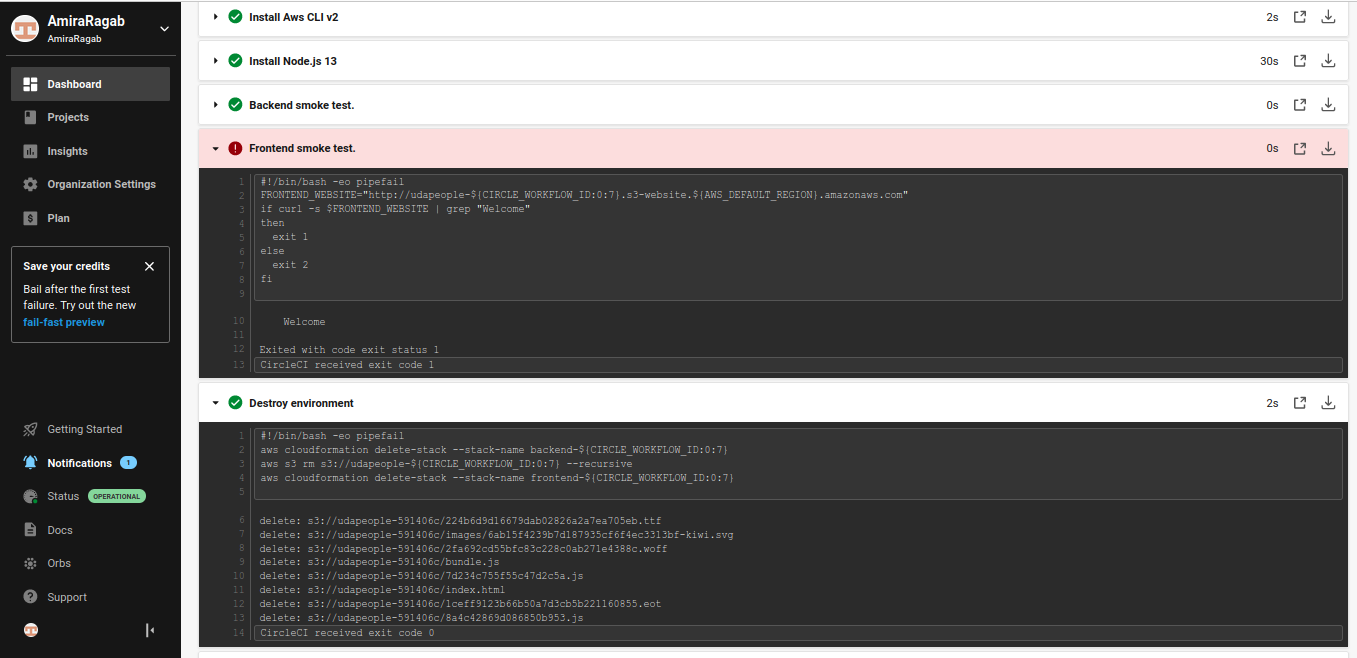 AmiraRagab
AmiraRagab
Dashboard
Projects
Insights
Organization Settings
Plan
Save your credits
Bail after the first test
failure. Try out the new
fail-fast preview
Getting Started
Notifications 1
Status OPERATIONAL
Docs
Orbs
Support
Install Aws CLI v2 2s
Install Node.js 13 30s
Backend smoke test. 0s
Frontend smoke test. 0s
1 #!/bin/bash -eo pipefail
2 FRONTEND_WEBSITE="http://udapeople-${CIRCLE_WORKFLOW_ID:0:7}.s3-website.${AWS_DEFAULT_REGION}.amazonaws.com"
3 if curl -s $FRONTEND_WEBSITE | grep "Welcome"
4 then
5 exit 1
6 else
7 exit 2
8 fi
9
10 Welcome
11
12 Exited with code exit status 1
13 CircleCI received exit code 1
Destroy environment 2s
1 #!/bin/bash -eo pipefail
2 aws cloudformation delete-stack --stack-name backend-${CIRCLE_WORKFLOW_ID:0:7}
3 aws s3 rm s3://udapeople-${CIRCLE_WORKFLOW_ID:0:7} --recursive
4 aws cloudformation delete-stack --stack-name frontend-${CIRCLE_WORKFLOW_ID:0:7}
5
6 delete: s3://udapeople-591406c/224b6d9d16679dab02826a2a7ea705eb.ttf
7 delete: s3://udapeople-591406c/images/6ab15f4239b7d187935cf6f4ec3313bf-kiwi.svg
8 delete: s3://udapeople-591406c/2fa692cd55bfc83c228c0ab271e4388c.woff
9 delete: s3://udapeople-591406c/bundle.js
10 delete: s3://udapeople-591406c/7d234c755f55c47d2c5a.js
11 delete: s3://udapeople-591406c/index.html
12 delete: s3://udapeople-591406c/1ceff9123b66b50a7d3cb5b221160855.eot
13 delete: s3://udapeople-591406c/8a4c42869d086850b953.js
14 CircleCI received exit code 0